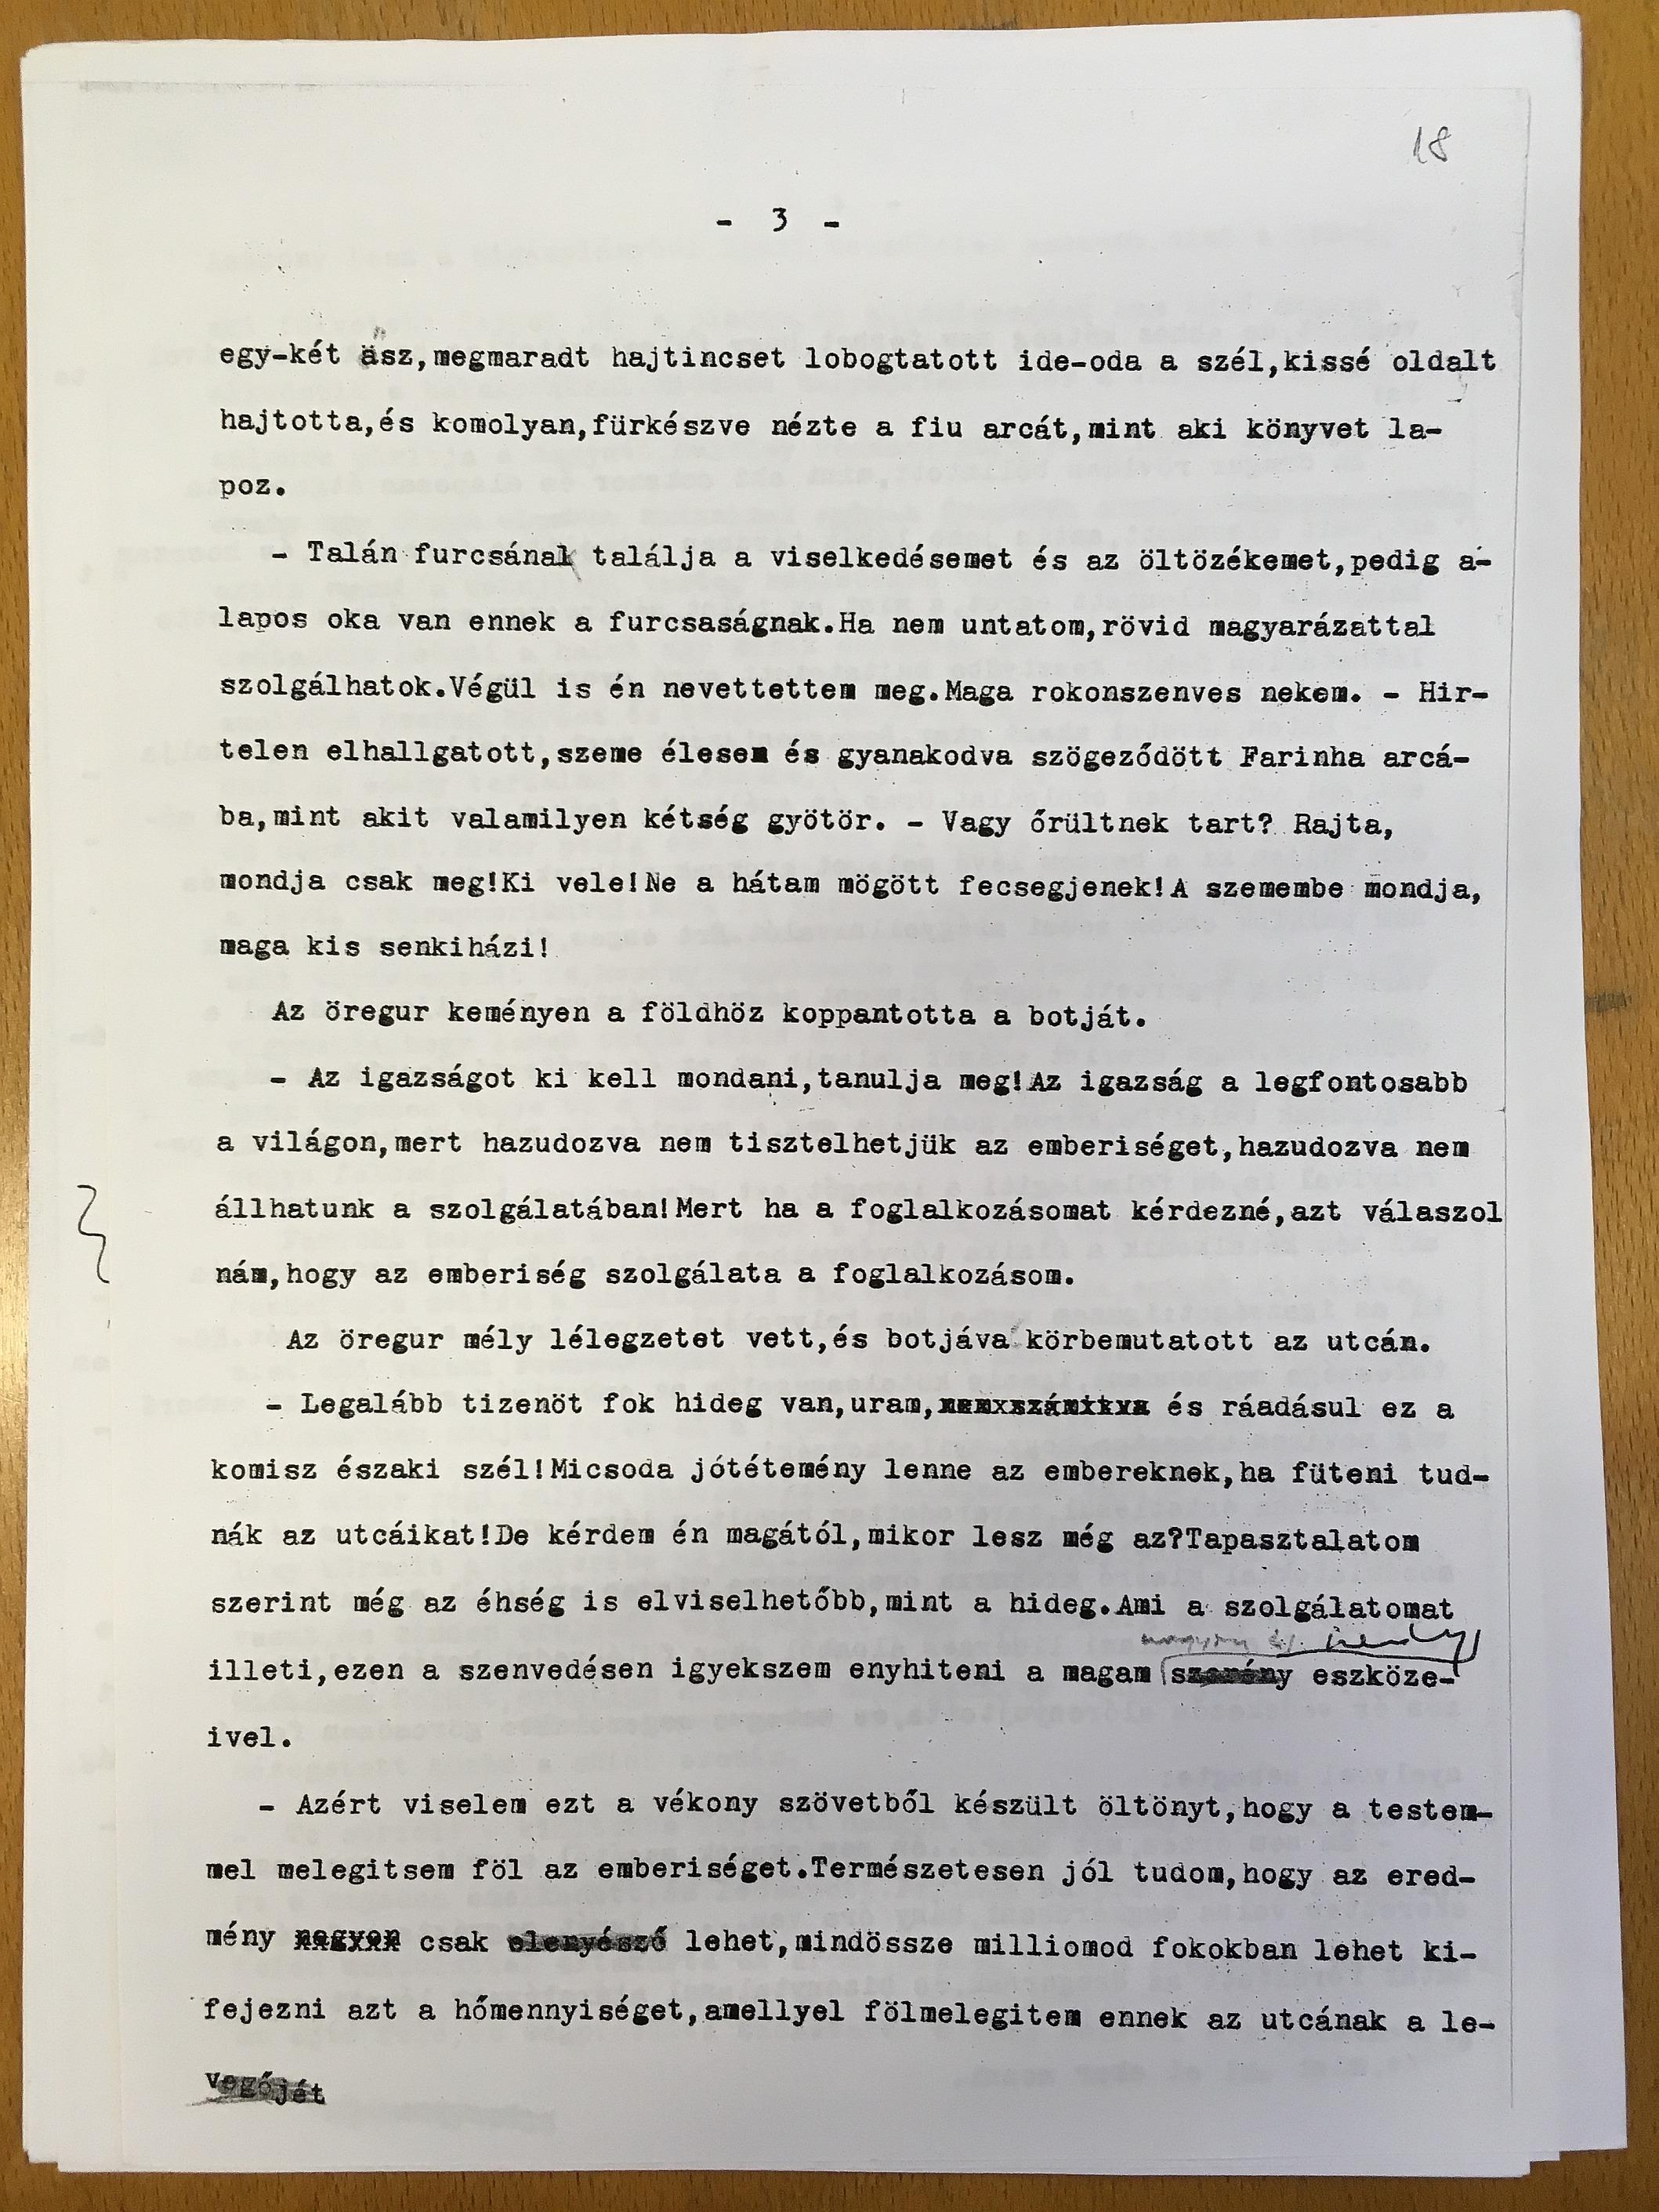 18
- 3 -
egy-két ősz,megmaradt hajtincset lobogtatott ide-oda a szél,kissé oldalt
hajtotta,és komolyan,fürkészve nézte a fiu arcát,mint aki könyvet la-
poz.
- Talán furcsának találja a viselkedésemet és az öltözékemet,pedig a-
lapos oka van ennek a furcsaságnak.Ha nem untatom,rövid magyarázattal
szolgálhatok.Végül is én nevettettem meg.Maga rokonszenves nekem. - Hir-
telen elhallgatott,szeme élesen és gyanakodva szögeződött Farinha arcá-
ba,mint akit valamilyen kétség gyötör. - Vagy őrültnek tart? Rajta,
mondja csak meg!Ki vele!Ne a hátam mögött fecsegjenek!A szemembe mondja,
maga kis senkiházi!
Az öregur keményen a földhöz koppantotta a botját.
- Az igazságot ki kell mondani,tanulja meg!Az igazság a legfontosabb
a világon,mert hazudozva nem tisztelhetjük az emberiséget,hazudozva nem
állhatunk a szolgálatában!Mert ha a foglalkozásomat kérdezné,azt válaszol
nám,hogy az emberiség szolgálata a foglalkozásom.
Az öregur mély lélegzetet vett,és botjáva körbemutatott az utcán.
- Legalább tizenöt fok hideg van,uram,nemxszámitva és ráadásul ez a
komisz északi szél!Micsoda jótétemény lenne az embereknek,ha füteni tud-
nák az utcáikat!De kérdem én magától,mikor lesz még az?Tapasztalatom
szerint még az éhség is elviselhetőbb,mint a hideg.Ami a szolgálatomat
illeti,ezen a szenvedésen igyekszem enyhiteni a magam szerény eszköze-
ivel.
- Azért viselem ezt a vékony szövetből készült öltönyt,hogy a testem-
mel melegitsem föl az emberiséget.Természetesen jól tudom,hogy az ered-
mény nagyon csak elenyésző lehet,mindössze milliomod fokokban lehet ki-
fejezni azt a hőmennyiséget,amellyel fölmelegitem ennek az utcának a le-
vegőjét